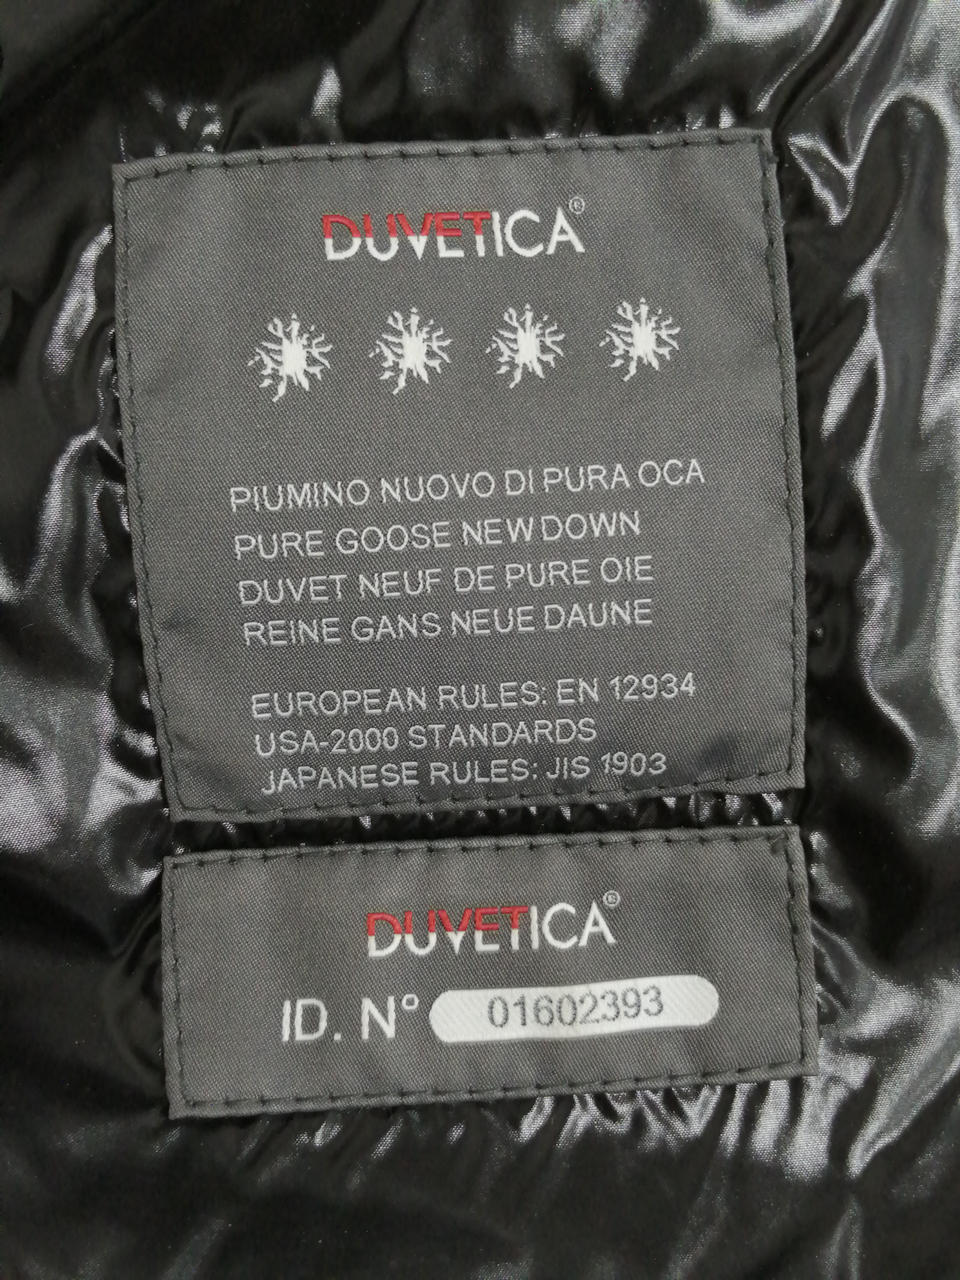 DUVETICA®
PIUMINO NUOVO DI PURA OCA
PURE GOOSE NEW DOWN
DUVET NEUF DE PURE OIE
REINE GANS NEUE DAUNE
EUROPEAN RULES: EN 12934
USA-2000 STANDARDS
JAPANESE RULES: JIS 1903
DUVETICA®
ID. N° 01602393